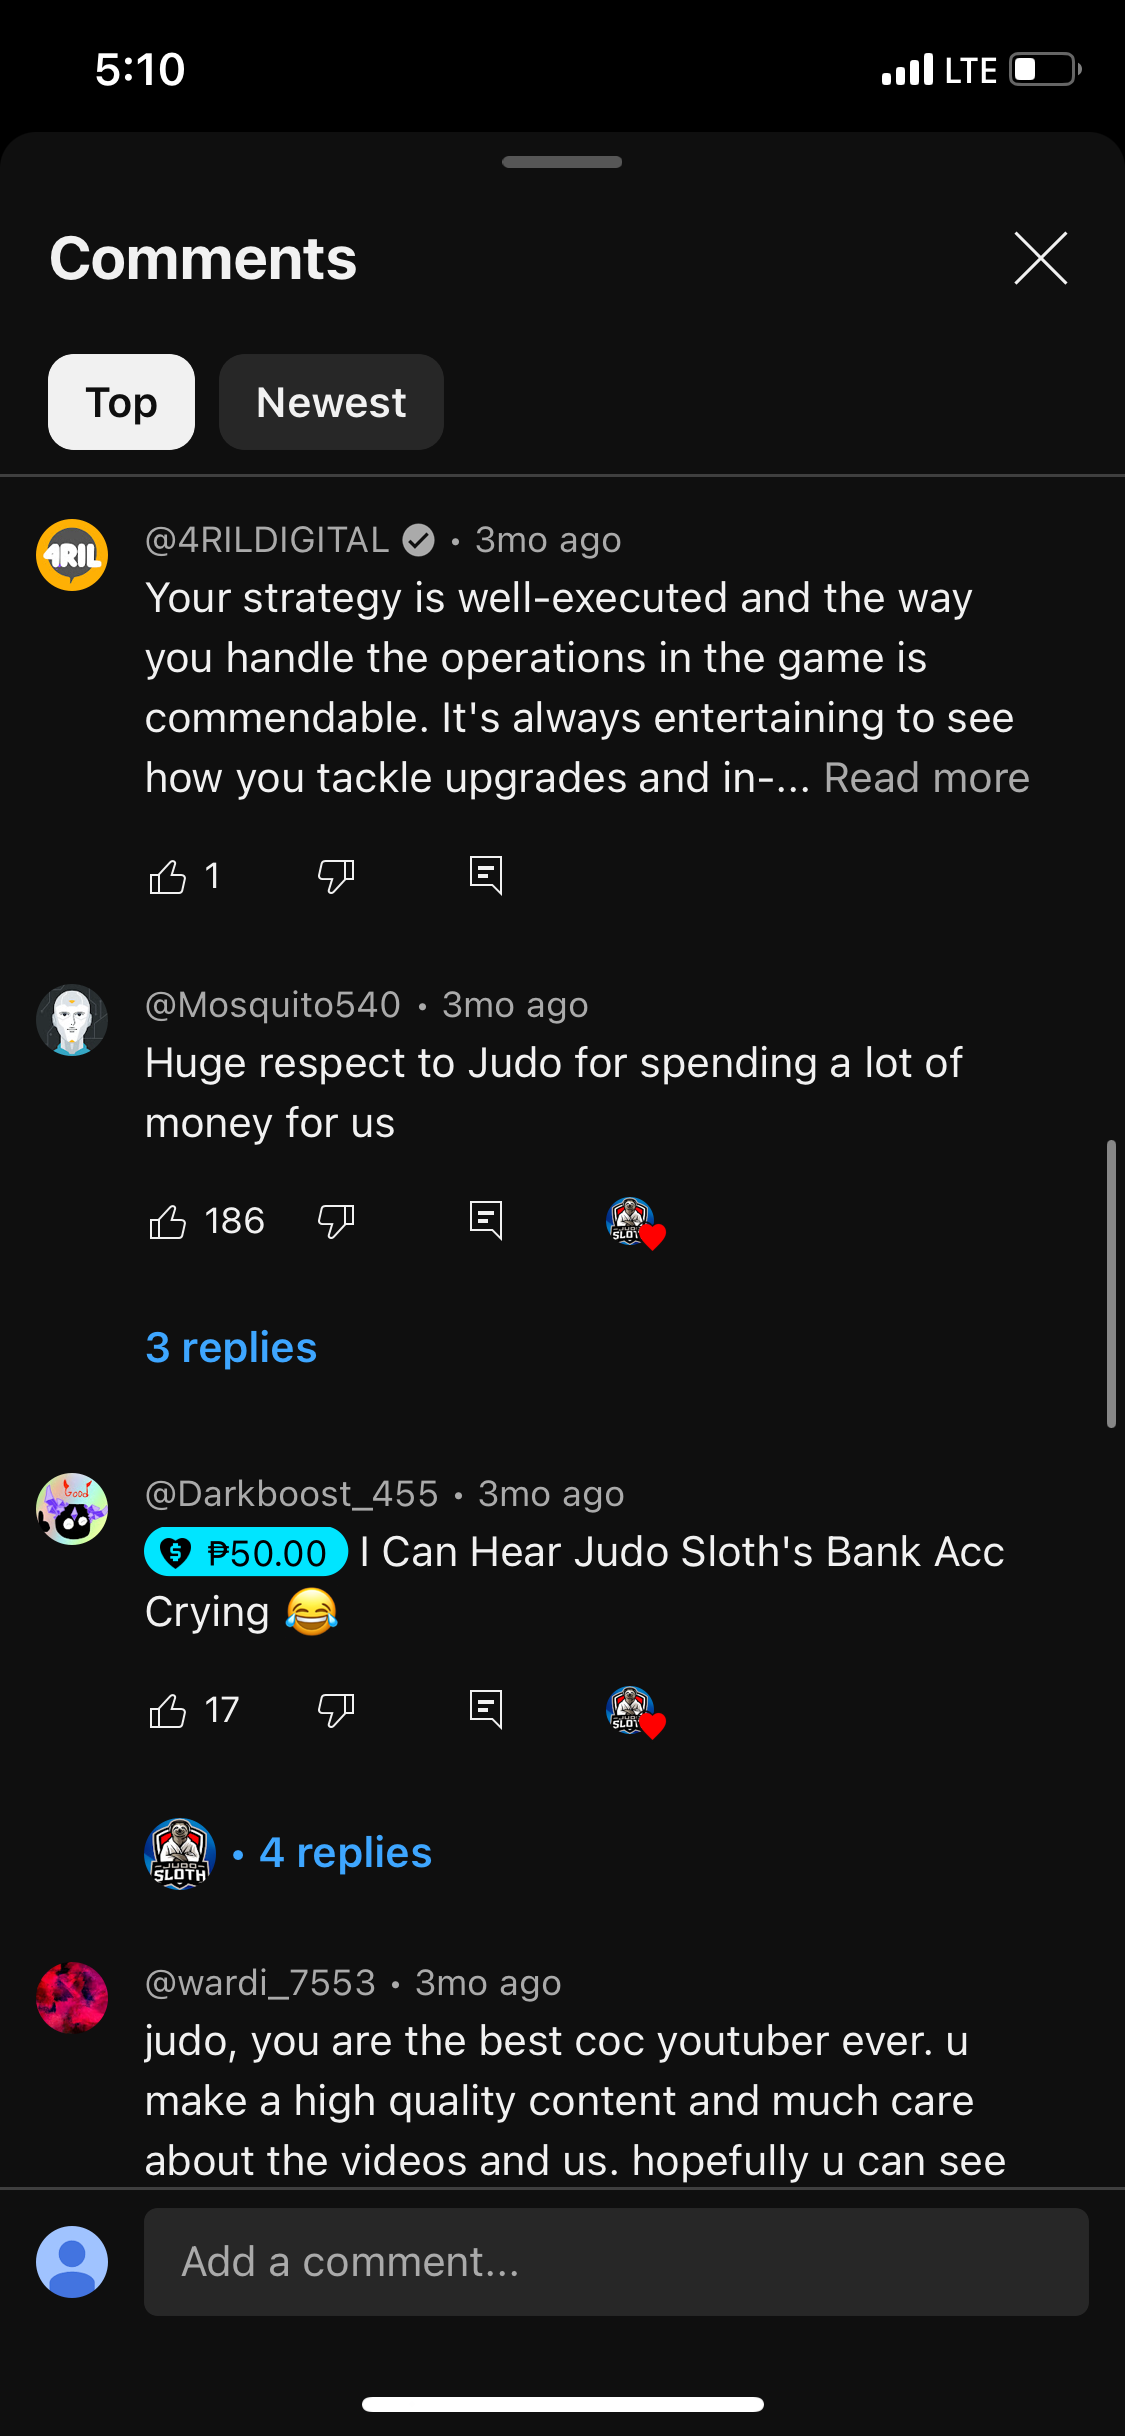 5:10
LTE
Comments
Top
Newest
4RIL
@4RILDIGITAL • 3mo ago
Your strategy is well-executed and the way
you handle the operations in the game is
commendable. It's always entertaining to see
how you tackle upgrades and in-... Read more
1
@Mosquito540 • 3mo ago
Huge respect to Judo for spending a lot of
money for us
186
3 replies
Good
@Darkboost_455 • 3mo ago
₱50.00 I Can Hear Judo Sloth's Bank Acc
Crying 😂
17
JUDO
SLOTH
• 4 replies
@wardi_7553 • 3mo ago
judo, you are the best coc youtuber ever. u
make a high quality content and much care
about the videos and us. hopefully u can see
Add a comment...